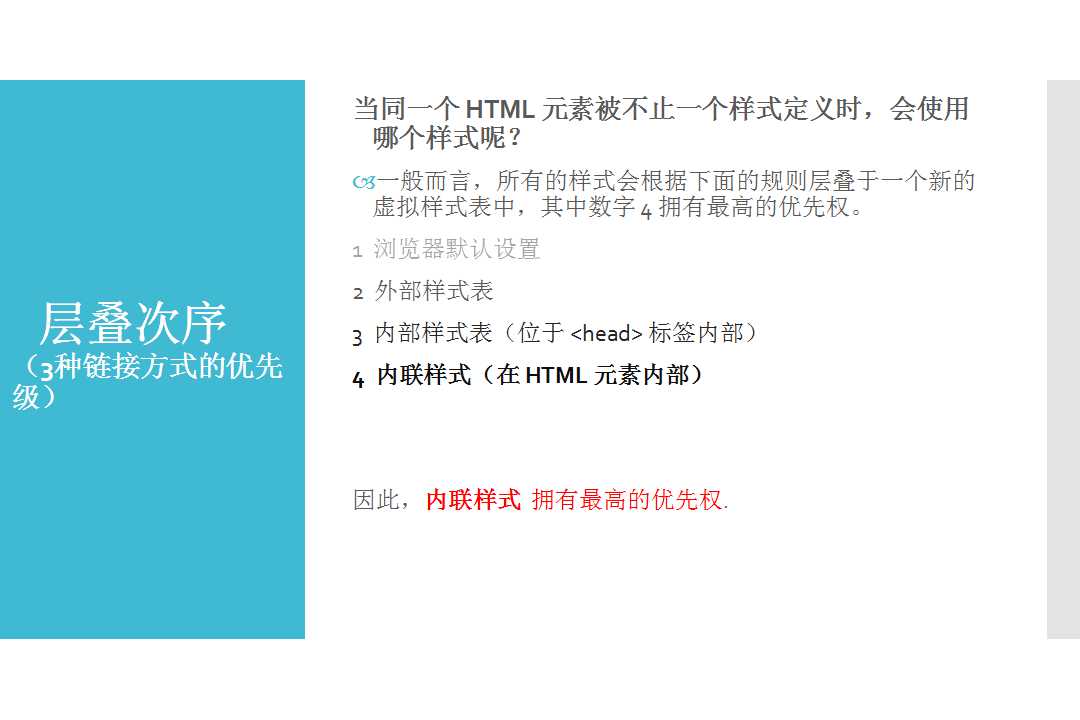 层叠次序
（3种链接方式的优先
级）
当同一个 HTML 元素被不止一个样式定义时，会使用
哪个样式呢？
一般而言，所有的样式会根据下面的规则层叠于一个新的
虚拟样式表中，其中数字 4 拥有最高的优先权。
1 浏览器默认设置
2 外部样式表
3 内部样式表（位于 <head> 标签内部）
4 内联样式（在 HTML 元素内部）
因此，内联样式 拥有最高的优先权.